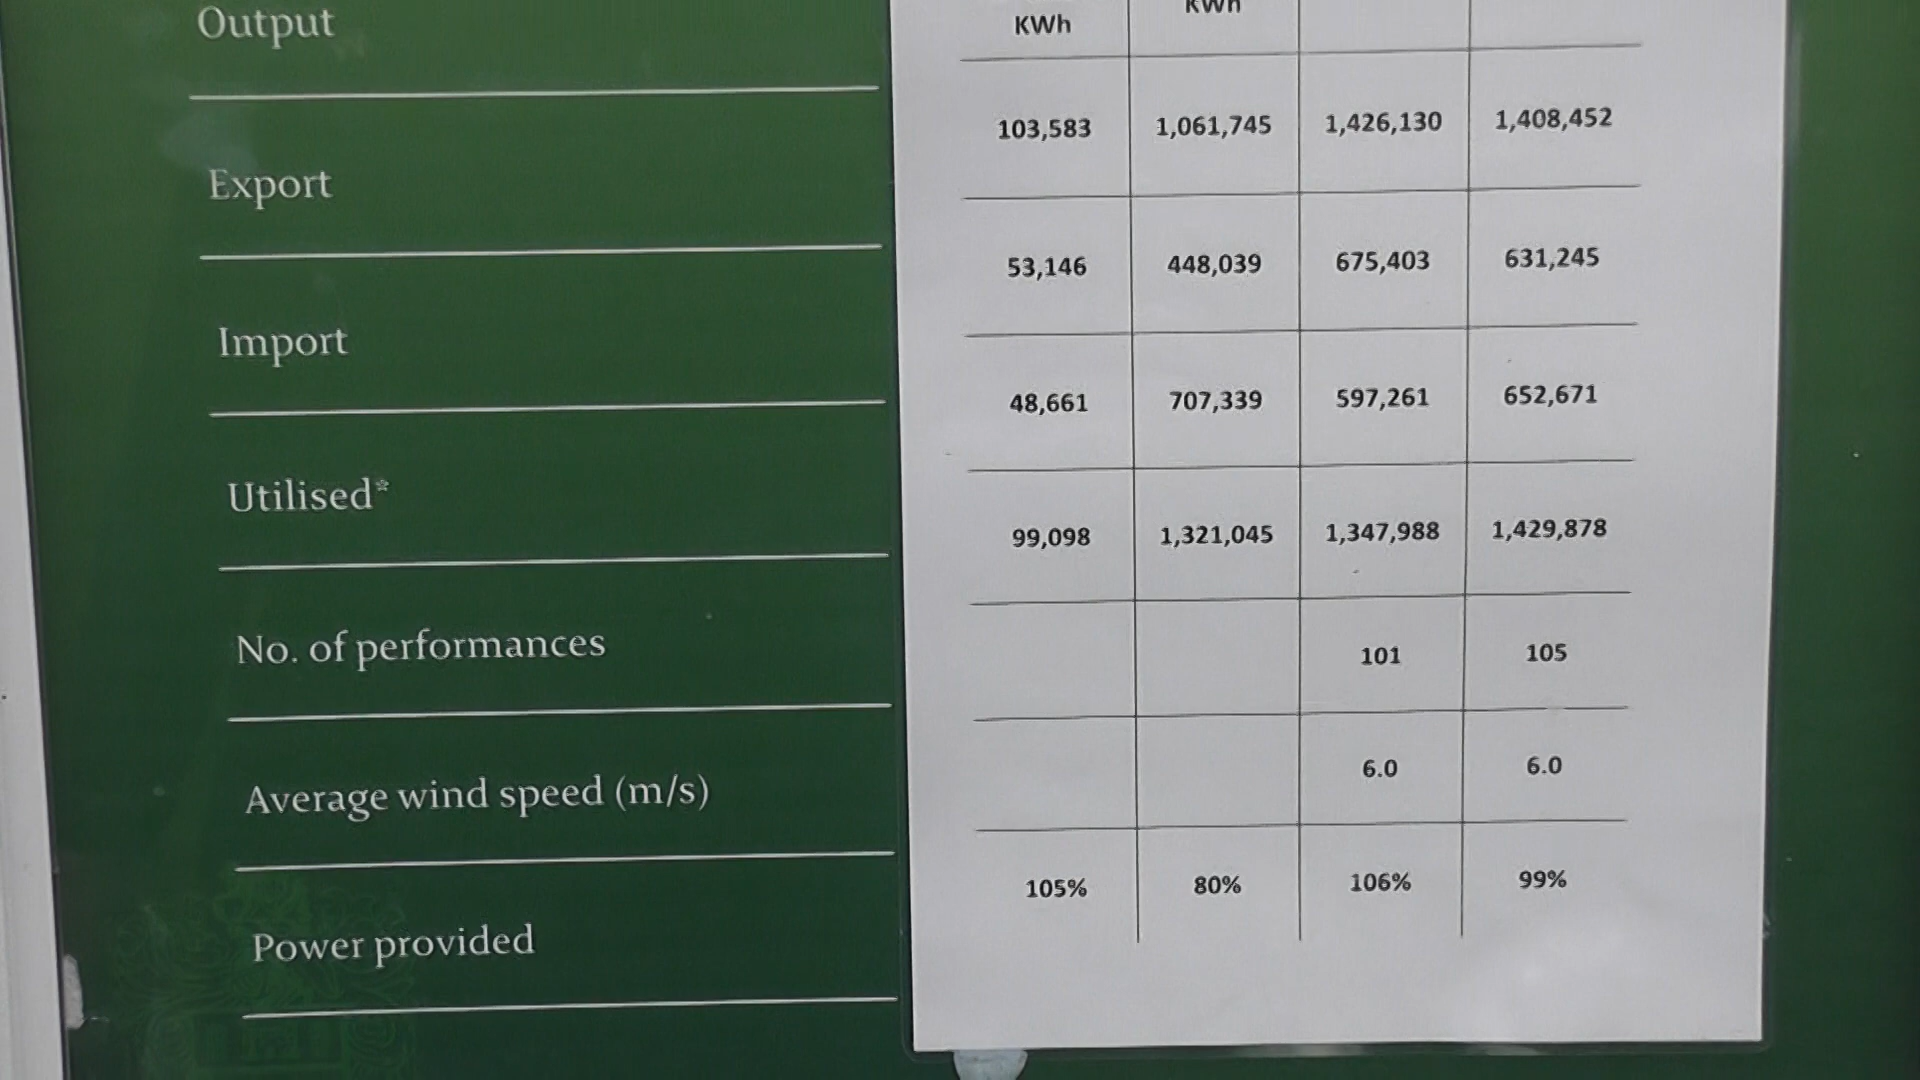 Output
KWh
KWh
103,583 1,061,745 1,426,130 1,408,452
Export
53,146 448,039 675,403 631,245
Import
48,661 707,339 597,261 652,671
Utilised*
99,098 1,321,045 1,347,988 1,429,878
No. of performances
101 105
Average wind speed (m/s)
6.0 6.0
Power provided
105% 80% 106% 99%